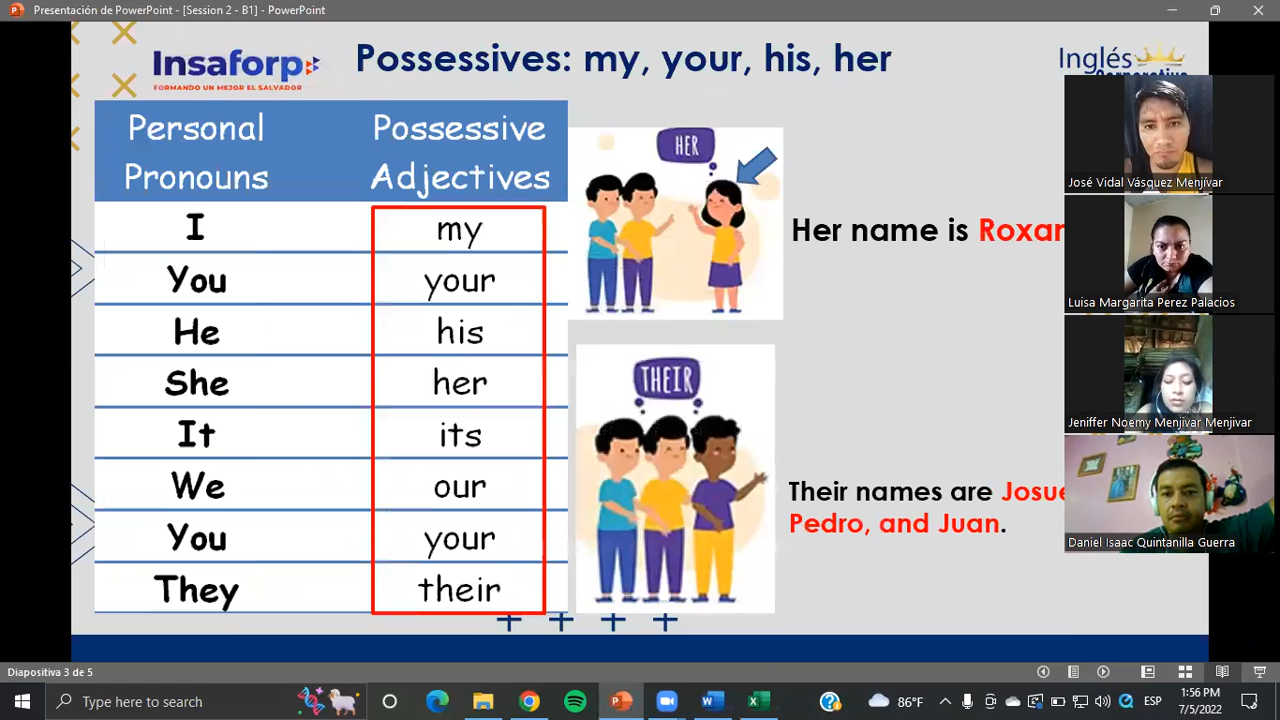 Presentación de PowerPoint - [Session 2 - B1] - PowerPoint
Insaforp
FORMANDO UN MEJOR EL SALVADOR
Possessives: my, your, his, her
Inglés
Personal Pronouns
Possessive Adjectives
I my
You your
He his
She her
It its
We our
You your
They their
HER
Her name is
THEIR
Their names are
Pedro, and Juan.
José Vidal Vásquez Menjívar
Luisa Margarita Perez Palacios
Jeniffer Noemy Menjivar Menjivar
Daniel Isaac Quintanilla Guerra
Diapositiva 3 de 5
Type here to search
86°F
ESP
1:56 PM
7/5/2022